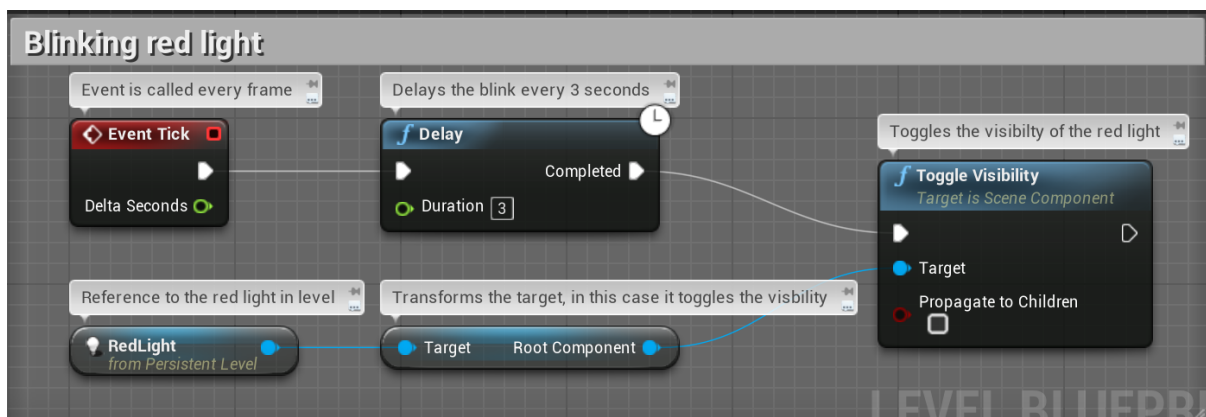 Blinking red light
Event is called every frame
Delays the blink every 3 seconds
Toggles the visibilty of the red light
Event Tick
Delta Seconds
f Delay
Completed
Duration 3
f Toggle Visibility
Target is Scene Component
Target
Propagate to Children
Reference to the red light in level
Transforms the target, in this case it toggles the visbility
RedLight
from Persistent Level
Target Root Component
LEVEL BLUEPRI